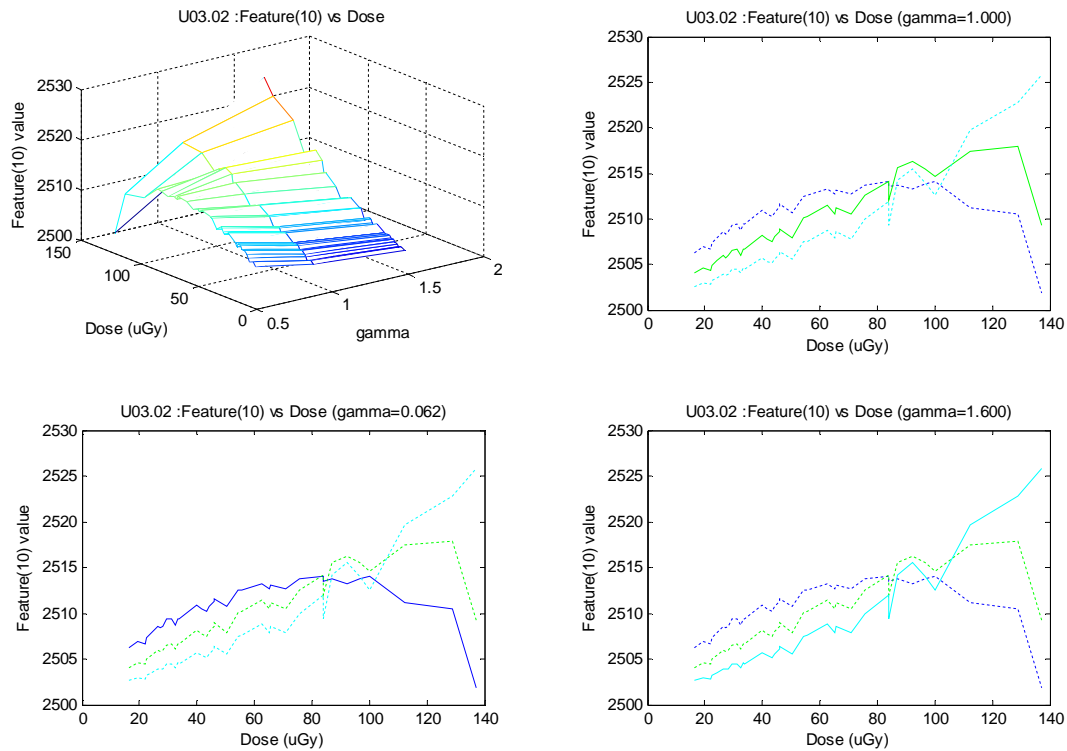 U03.02 :Feature(10) vs Dose
2530
2520
2510
2500
Feature(10) value
150
100
50
0
Dose (uGy)
0.5
1
1.5
2
gamma
U03.02 :Feature(10) vs Dose (gamma=1.000)
2530
2525
2520
2515
2510
2505
2500
Feature(10) value
0 20 40 60 80 100 120 140
Dose (uGy)
U03.02 :Feature(10) vs Dose (gamma=0.062)
2530
2525
2520
2515
2510
2505
2500
Feature(10) value
0 20 40 60 80 100 120 140
Dose (uGy)
U03.02 :Feature(10) vs Dose (gamma=1.600)
2530
2525
2520
2515
2510
2505
2500
Feature(10) value
0 20 40 60 80 100 120 140
Dose (uGy)